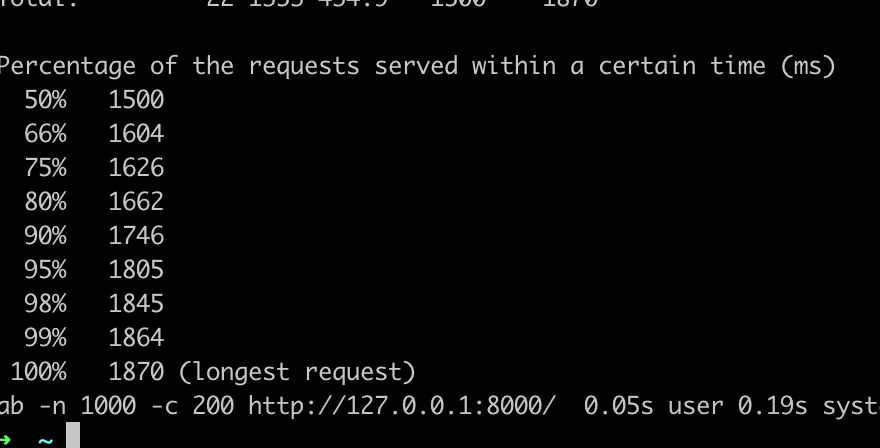 Total: 22 1353 434.9 1500 1870
Percentage of the requests served within a certain time (ms)
50% 1500
66% 1604
75% 1626
80% 1662
90% 1746
95% 1805
98% 1845
99% 1864
100% 1870 (longest request)
ab -n 1000 -c 200 http://127.0.0.1:8000/ 0.05s user 0.19s syst
→ ~